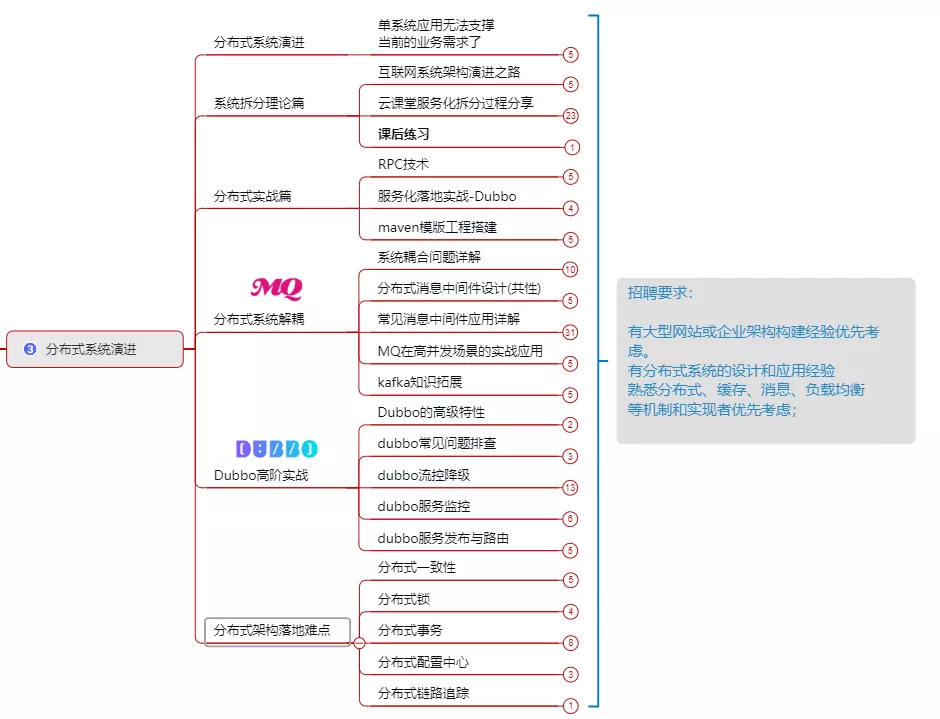 ③ 分布式系统演进
分布式系统演进
单系统应用无法支撑
当前的业务需求了
5
系统拆分理论篇
互联网系统架构演进之路
5
云课堂服务化拆分过程分享
23
课后练习
1
分布式实战篇
RPC技术
5
服务化落地实战-Dubbo
4
maven模版工程搭建
5
MQ
分布式系统解耦
系统耦合问题详解
10
分布式消息中间件设计(共性)
5
常见消息中间件应用详解
31
MQ在高并发场景的实战应用
5
kafka知识拓展
5
DUBBO
Dubbo高阶实战
Dubbo的高级特性
2
dubbo常见问题排查
3
dubbo流控降级
13
dubbo服务监控
6
dubbo服务发布与路由
5
分布式架构落地难点
分布式一致性
5
分布式锁
4
分布式事务
8
分布式配置中心
3
分布式链路追踪
1
招聘要求：
有大型网站或企业架构构建经验优先考
虑。
有分布式系统的设计和应用经验
熟悉分布式、缓存、消息、负载均衡
等机制和实现者优先考虑；